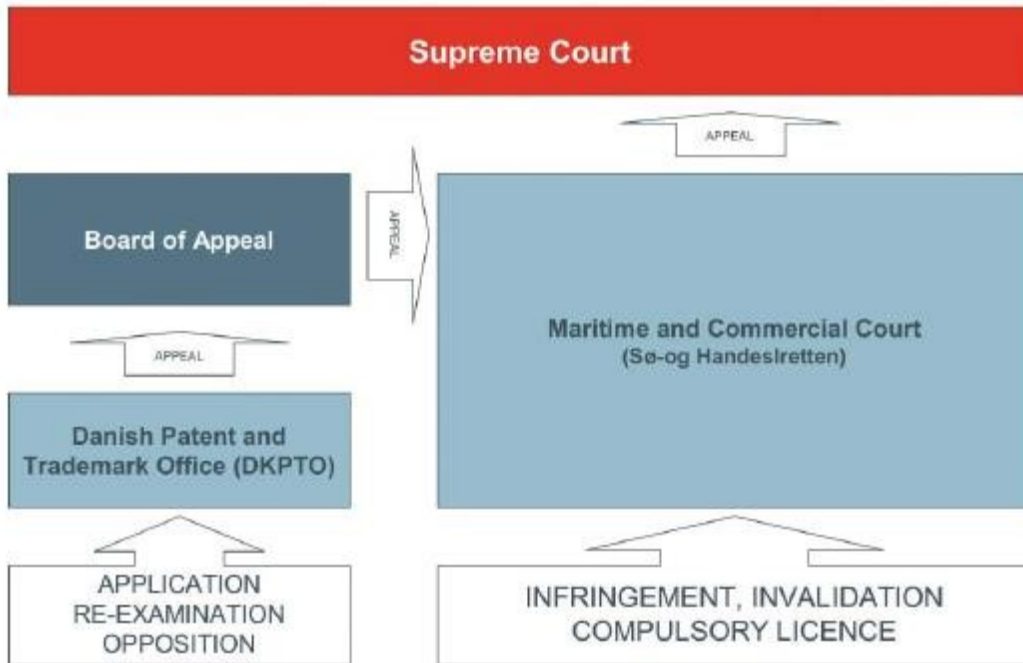 Supreme Court
APPEAL
Board of Appeal
APPEAL
Maritime and Commercial Court
(Sø-og Handeslretten)
APPEAL
Danish Patent and
Trademark Office (DKPTO)
APPLICATION
RE-EXAMINATION
OPPOSITION
INFRINGEMENT, INVALIDATION
COMPULSORY LICENCE